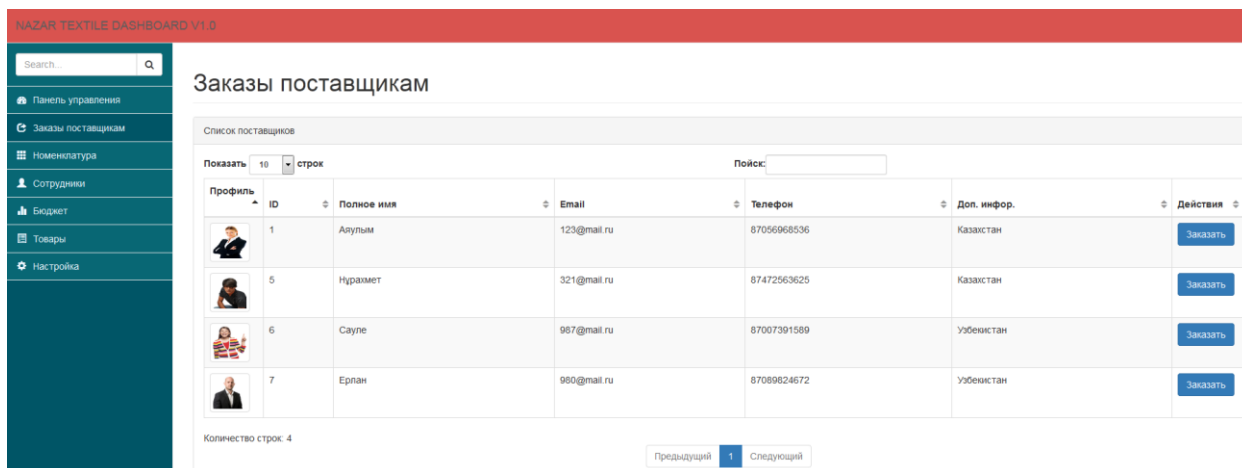 NAZAR TEXTILE DASHBOARD V1.0
Search...
Панель управления
Заказы поставщикам
Номенклатура
Сотрудники
Бюджет
Товары
Настройка
Заказы поставщикам
Список поставщиков
Показать 10 строк Пойск:
Профиль ID Полное имя Email Телефон Доп. инфор. Действия
1 Аяулым 123@mail.ru 87056968536 Казахстан Заказать
5 Нұрахмет 321@mail.ru 87472563625 Казахстан Заказать
6 Сауле 987@mail.ru 87007391589 Узбекистан Заказать
7 Ерлан 980@mail.ru 87089824672 Узбекистан Заказать
Количество строк: 4
Предыдущий 1 Следующий